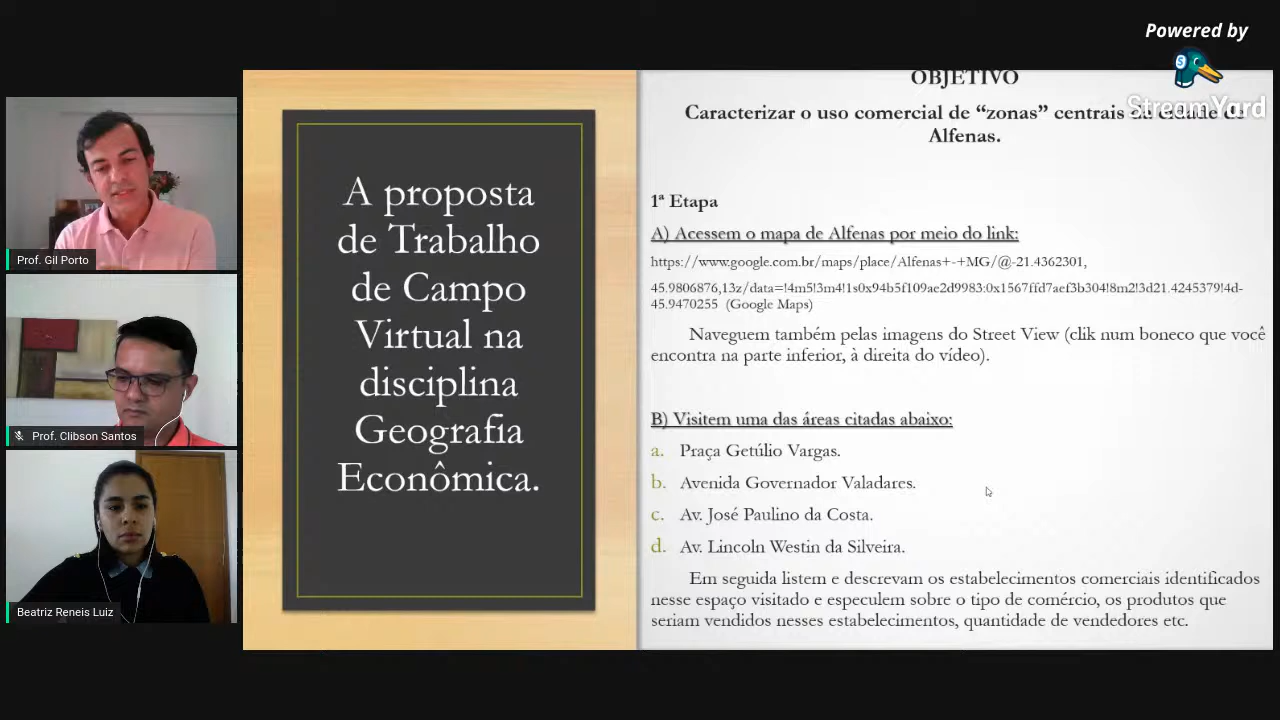 Powered by
StreamYard
Prof. Gil Porto
Prof. Clibson Santos
Beatriz Reneis Luiz
A proposta
de Trabalho
de Campo
Virtual na
disciplina
Geografia
Econômica.
OBJETIVO
Caracterizar o uso comercial de “zonas” centrais da cidade de
Alfenas.
1ª Etapa
A) Acessem o mapa de Alfenas por meio do link:
https://www.google.com.br/maps/place/Alfenas+-+MG/@-21.4362301,
45.9806876,13z/data=!4m5!3m4!1s0x94b5f109ae2d9983:0x1567ffd7aef3b304!8m2!3d21.4245379!4d-
45.9470255 (Google Maps)
Naveguem também pelas imagens do Street View (clik num boneco que você
encontra na parte inferior, à direita do vídeo).
B) Visitem uma das áreas citadas abaixo:
a. Praça Getúlio Vargas.
b. Avenida Governador Valadares.
c. Av. José Paulino da Costa.
d. Av. Lincoln Westin da Silveira.
Em seguida listem e descrevam os estabelecimentos comerciais identificados
nesse espaço visitado e especulem sobre o tipo de comércio, os produtos que
seriam vendidos nesses estabelecimentos, quantidade de vendedores etc.